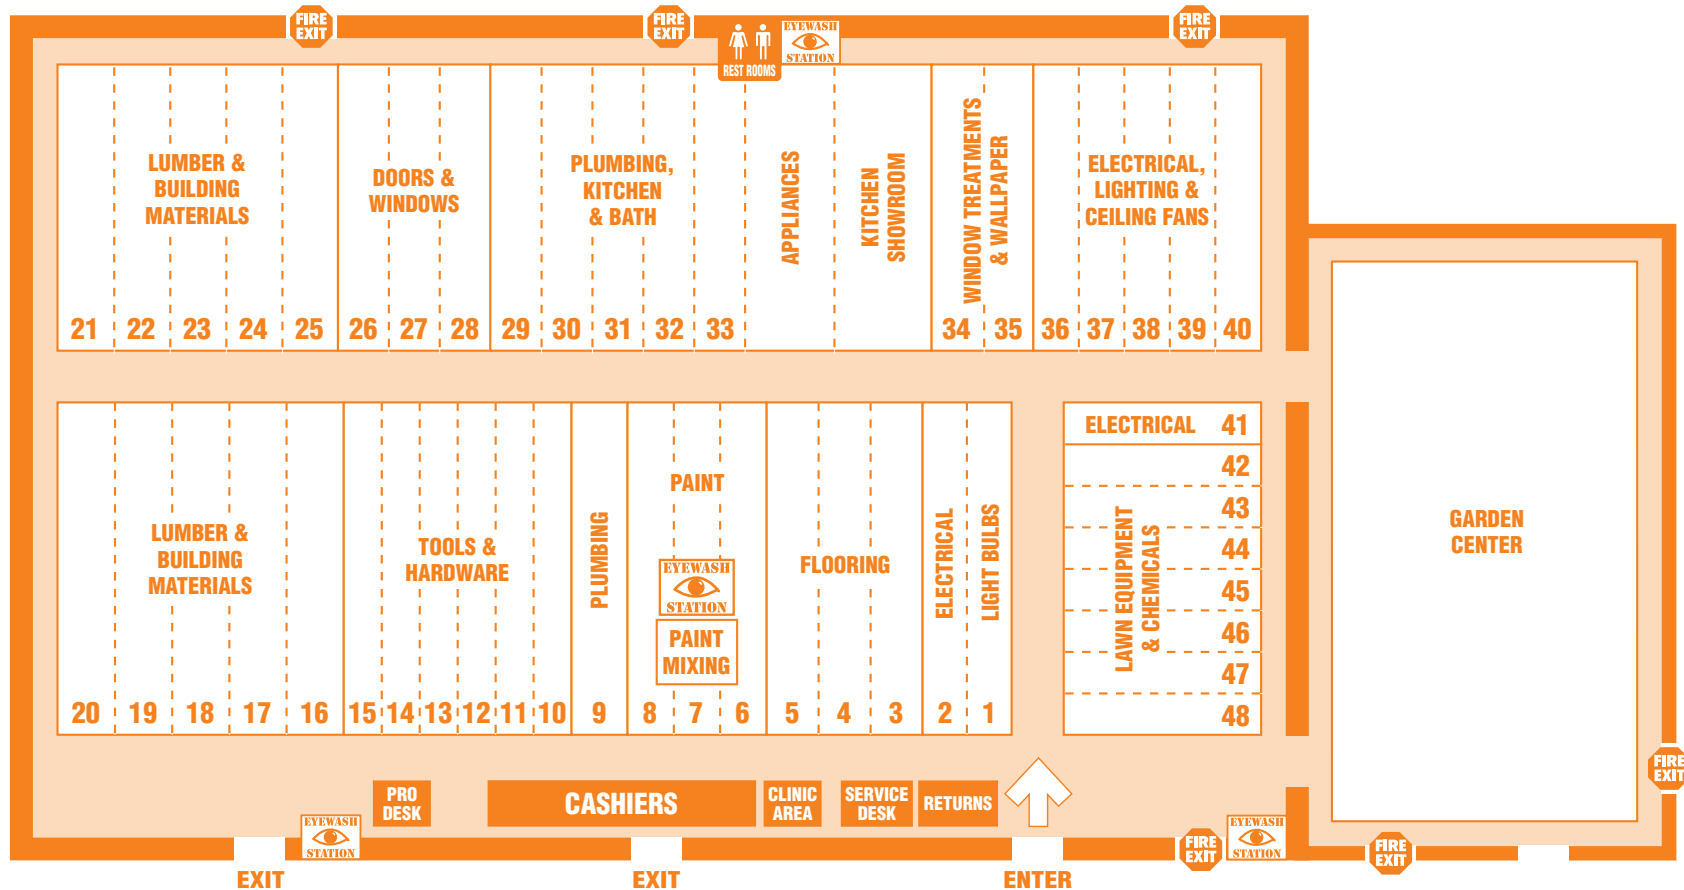 FIRE
EXIT
FIRE
EXIT
FIRE
EXIT
REST ROOMS
EYEWASH
STATION
LUMBER &
BUILDING
MATERIALS
DOORS &
WINDOWS
PLUMBING,
KITCHEN
& BATH
APPLIANCES
KITCHEN
SHOWROOM
WINDOW TREATMENTS
& WALLPAPER
ELECTRICAL,
LIGHTING &
CEILING FANS
21 22 23 24 25 26 27 28 29 30 31 32 33 34 35 36 37 38 39 40
LUMBER &
BUILDING
MATERIALS
TOOLS &
HARDWARE
PLUMBING
PAINT
EYEWASH
STATION
PAINT
MIXING
FLOORING
ELECTRICAL
LIGHT BULBS
20 19 18 17 16 15 14 13 12 11 10 9 8 7 6 5 4 3 2 1
ELECTRICAL 41
42
43
44
45
46
47
48
LAWN EQUIPMENT
& CHEMICALS
GARDEN
CENTER
PRO
DESK
CASHIERS
CLINIC
AREA
SERVICE
DESK
RETURNS
EYEWASH
STATION
FIRE
EXIT
EYEWASH
STATION
FIRE
EXIT
FIRE
EXIT
EXIT
EXIT
ENTER